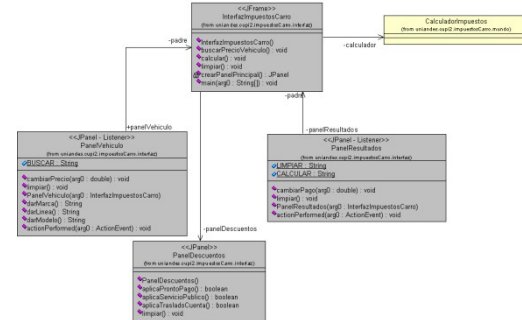 <<JFrame>>
InterfazImpuestosCarro
(from uniandes.cupi2.impuestosCarro.interfaz)
InterfazImpuestosCarro()
buscarPrecioVehiculo() : void
calcular() : void
limpiar() : void
crearPanelPrincipal() : JPanel
main(arg0 : String[]) : void
CalculadorImpuestos
(from uniandes.cupi2.impuestosCarro.mundo)
-calculador
-padre
-padre
+panelVehiculo
-panelResultados
-panelDescuentos
<<JPanel - Listener>>
PanelVehiculo
(from uniandes.cupi2.impuestosCarro.interfaz)
BUSCAR : String
cambiarPrecio(arg0 : double) : void
limpiar() : void
PanelVehiculo(arg0 : InterfazImpuestosCarro)
darMarca() : String
darLinea() : String
darModelo() : String
actionPerformed(arg0 : ActionEvent) : void
<<JPanel - Listener>>
PanelResultados
(from uniandes.cupi2.impuestosCarro.interfaz)
LIMPIAR : String
CALCULAR : String
cambiarPago(arg0 : double) : void
limpiar() : void
PanelResultados(arg0 : InterfazImpuestosCarro)
actionPerformed(arg0 : ActionEvent) : void
<<JPanel>>
PanelDescuentos
(from uniandes.cupi2.impuestosCarro.interfaz)
PanelDescuentos()
aplicaProntoPago() : boolean
aplicaServicioPublico() : boolean
aplicaTrasladoCuenta() : boolean
limpiar() : void